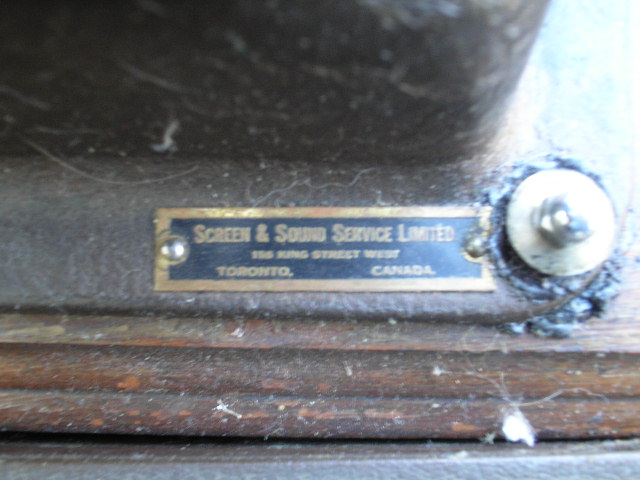 SCREEN & SOUND SERVICE LIMITED
156 KING STREET WEST
TORONTO, CANADA.